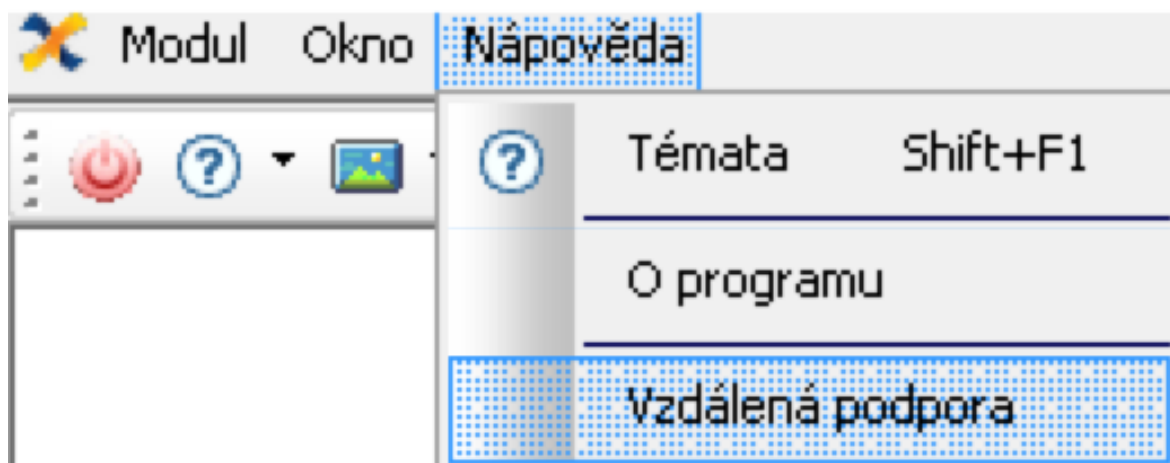 Modul Okno Nápověda
Témata Shift+F1
O programu
Vzdálená podpora